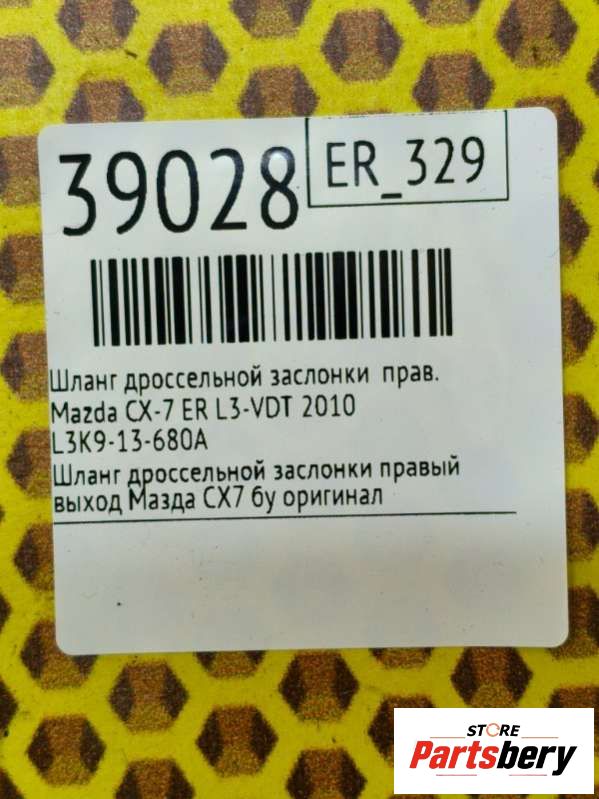 39028
ER_329
Шланг дроссельной заслонки прав.
Mazda CX-7 ER L3-VDT 2010
L3K9-13-680A
Шланг дроссельной заслонки правый
выход Мазда СХ7 бу оригинал
STORE
Partsbery